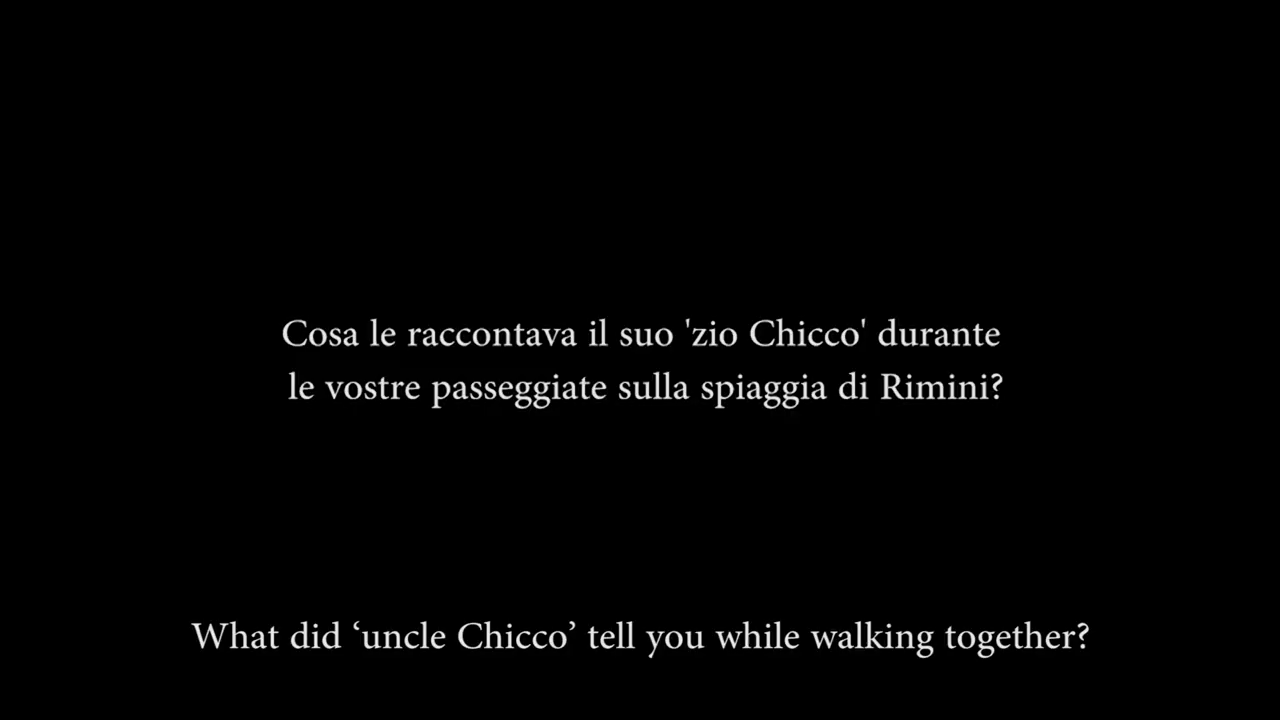 Cosa le raccontava il suo 'zio Chicco' durante
le vostre passeggiate sulla spiaggia di Rimini?
What did ‘uncle Chicco’ tell you while walking together?